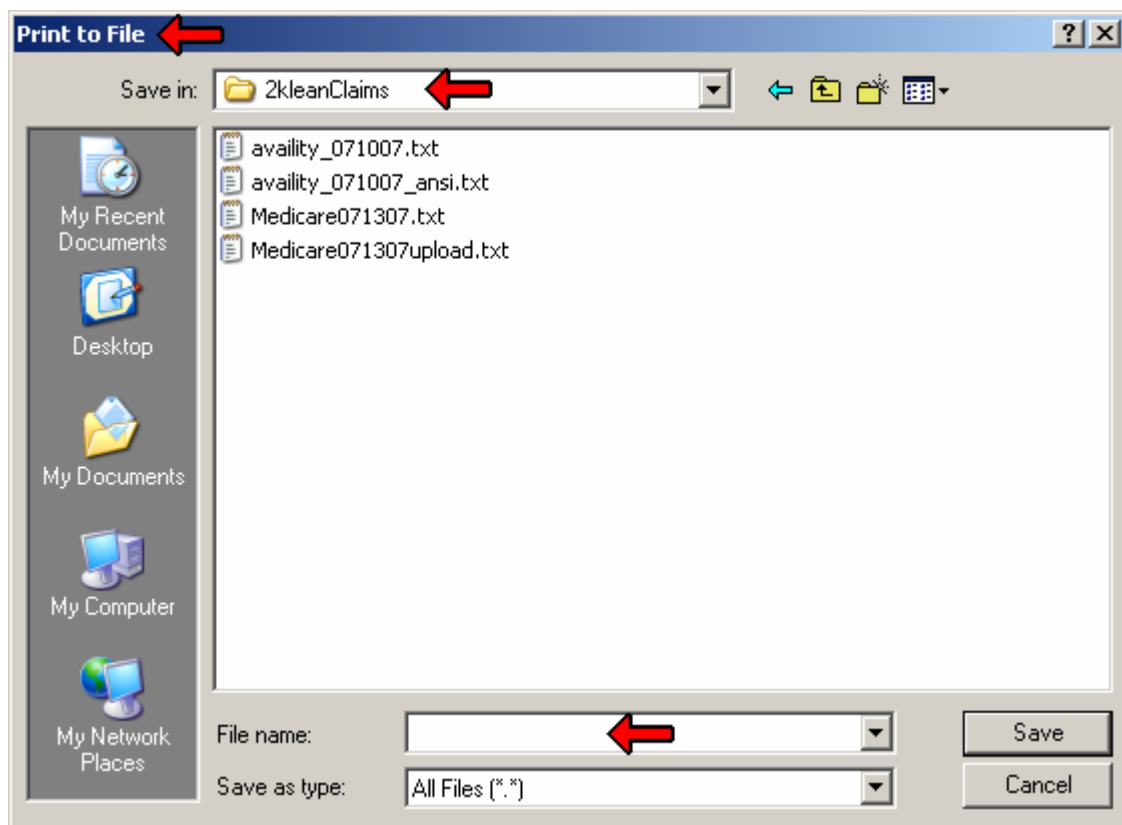 Print to File
Save in:
2kleanClaims
availity_071007.txt
availity_071007_ansi.txt
Medicare071307.txt
Medicare071307upload.txt
My Recent
Documents
Desktop
My Documents
My Computer
My Network
Places
File name:
Save
Save as type:
All Files (*.*)
Cancel